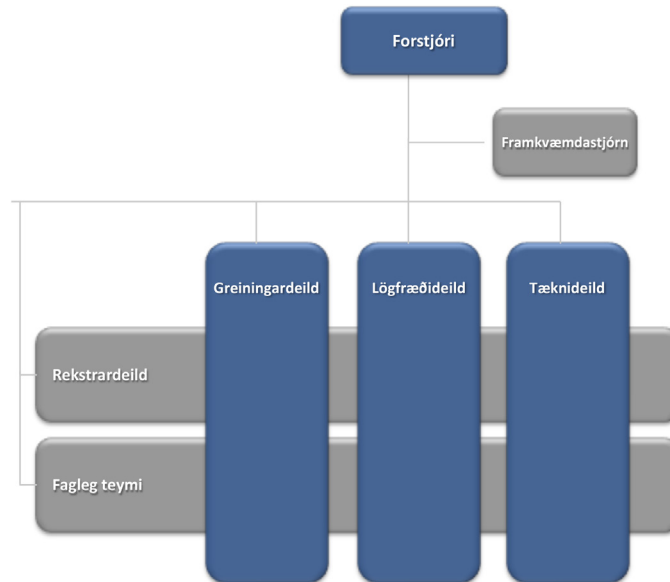 Forstjóri
Framkvæmdastjórn
Greiningardeild
Lögfræðideild
Tæknideild
Rekstrardeild
Fagleg teymi